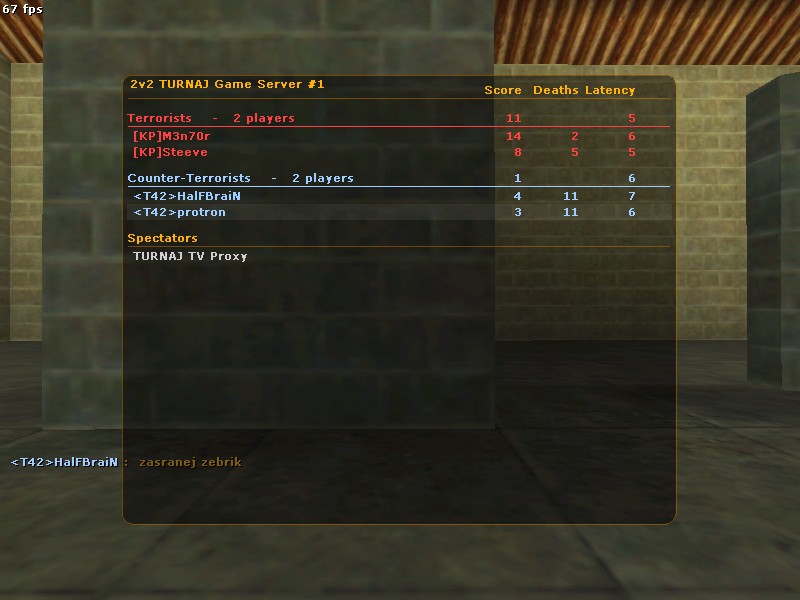 67 fps
2v2 TURNAJ Game Server #1 Score Deaths Latency
Terrorists - 2 players 11 5
[KP]M3n70r 14 2 6
[KP]Steeve 8 5 5
Counter-Terrorists - 2 players 1 6
<T42>HalFBraiN 4 11 7
<T42>protron 3 11 6
Spectators
TURNAJ TV Proxy
<T42>HalFBraiN : zasranej zebrik